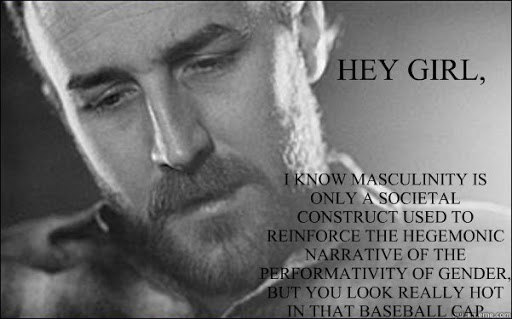 HEY GIRL,
I KNOW MASCULINITY IS
ONLY A SOCIETAL
CONSTRUCT USED TO
REINFORCE THE HEGEMONIC
NARRATIVE OF THE
PERFORMATIVITY OF GENDER,
BUT YOU LOOK REALLY HOT
IN THAT BASEBALL CAP